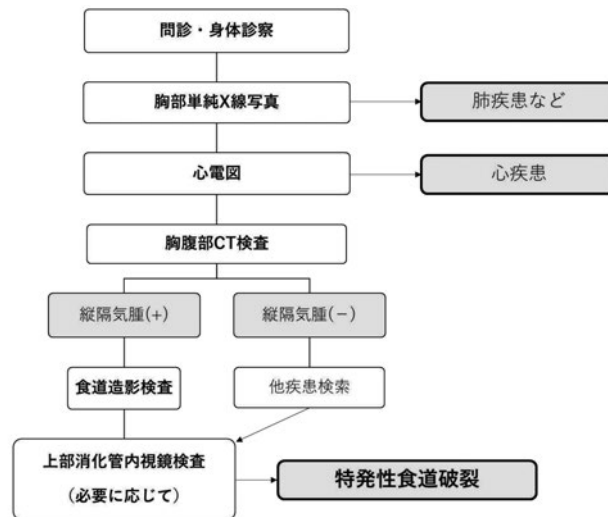 問診・身体診察
胸部単純X線写真
肺疾患など
心電図
心疾患
胸腹部CT検査
縦隔気腫(+)
縦隔気腫(－)
食道造影検査
他疾患検索
上部消化管内視鏡検査
(必要に応じて)
特発性食道破裂